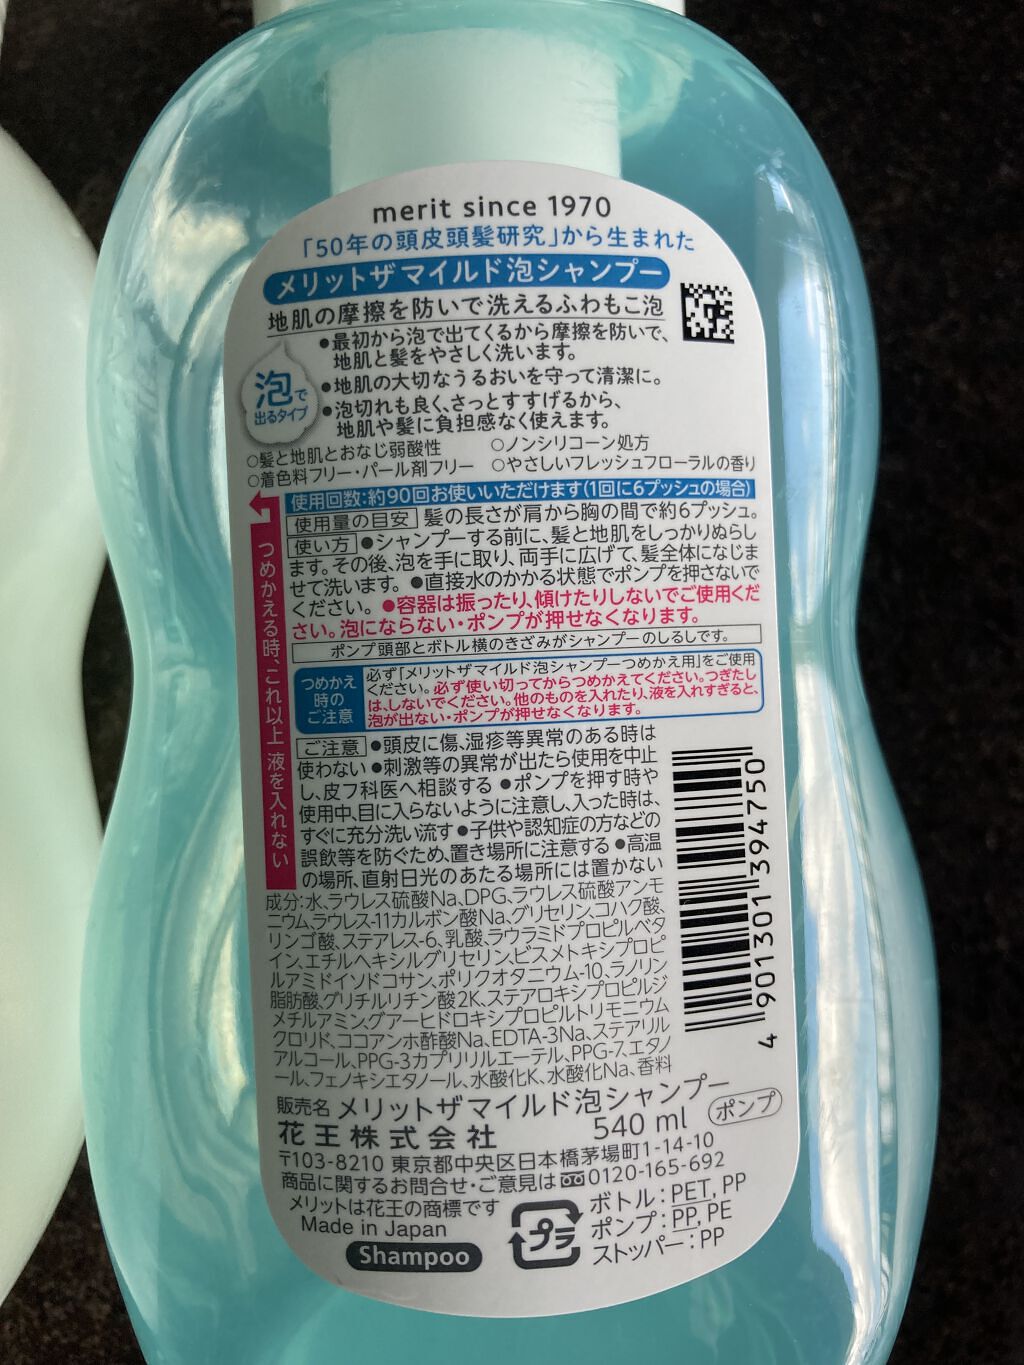 merit since 1970
「50年の頭皮頭髪研究」から生まれた
メリットザマイルド泡シャンプー
地肌の摩擦を防いで洗えるふわもこ泡
泡で
出るタイプ
●最初から泡で出てくるから摩擦を防いで、
地肌と髪をやさしく洗います。
●地肌の大切なうるおいを守って清潔に。
●泡切れも良く、さっとすすげるから、
地肌や髪に負担感なく使えます。
○髪と地肌とおなじ弱酸性 ○ノンシリコーン処方
○着色料フリー・パール剤フリー ○やさしいフレッシュフローラルの香り
使用回数:約90回お使いいただけます(1回に6プッシュの場合)
使用量の目安 髪の長さが肩から胸の間で約6プッシュ。
使い方 ●シャンプーする前に、髪と地肌をしっかりぬらし
ます。その後、泡を手に取り、両手に広げて、髪全体になじま
せて洗います。 ●直接水のかかる状態でポンプを押さないで
ください。 ●容器は振ったり、傾けたりしないでご使用くだ
さい。泡にならない・ポンプが押せなくなります。
ポンプ頭部とボトル横のきざみがシャンプーのしるしです。
つめかえる時、これ以上 液を入れない
つめかえ
時の
ご注意
必ず「メリットザマイルド泡シャンプーつめかえ用」をご使用
ください。必ず使い切ってからつめかえてください。つぎたし
は、しないでください。他のものを入れたり、液を入れすぎると、
泡が出ない・ポンプが押せなくなります。
ご注意 ●頭皮に傷、湿疹等異常のある時は
使わない ●刺激等の異常が出たら使用を中止
し、皮フ科医へ相談する ●ポンプを押す時や
使用中、目に入らないように注意し、入った時は、
すぐに充分洗い流す ●子供や認知症の方などの
誤飲等を防ぐため、置き場所に注意する ●高温
の場所、直射日光のあたる場所には置かない
成分:水、ラウレス硫酸Na、DPG、ラウレス硫酸アンモ
ニウム、ラウレス-11カルボン酸Na、グリセリン、コハク酸、
リンゴ酸、ステアレス-6、乳酸、ラウラミドプロピルベタ
イン、エチルヘキシルグリセリン、ビスメトキシプロピ
ルアミドイソドコサン、ポリクオタニウム-10、ラノリン
脂肪酸、グリチルリチン酸2K、ステアロキシプロピルジ
メチルアミン、グアーヒドロキシプロピルトリモニウム
クロリド、ココアンホ酢酸Na、EDTA-3Na、ステアリル
アルコール、PPG-3カプリリルエーテル、PPG-7、エタノ
ール、フェノキシエタノール、水酸化K、水酸化Na、香料
4 901301 394750
販売名 メリットザマイルド泡シャンプー
花王株式会社 540 ml ポンプ
〒103-8210 東京都中央区日本橋茅場町1-14-10
商品に関するお問合せ・ご意見は 0120-165-692
メリットは花王の商標です
Made in Japan
Shampoo
プラ
ボトル:PET, PP
ポンプ:PP, PE
ストッパー:PP